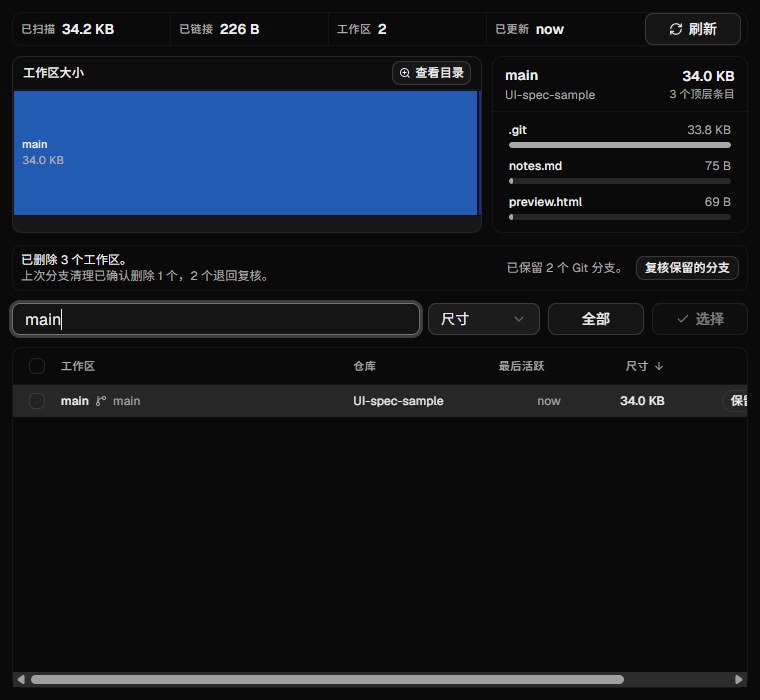 已扫描 34.2 KB 已链接 226 B 工作区 2 已更新 now 刷新
工作区大小 查看目录
main
34.0 KB
main 34.0 KB
UI-spec-sample 3 个顶层条目
.git 33.8 KB
notes.md 75 B
preview.html 69 B
已删除 3 个工作区。
上次分支清理已确认删除 1 个，2 个退回复核。
已保留 2 个 Git 分支。 复核保留的分支
main 尺寸 全部 选择
工作区 仓库 最后活跃 尺寸
main main UI-spec-sample now 34.0 KB